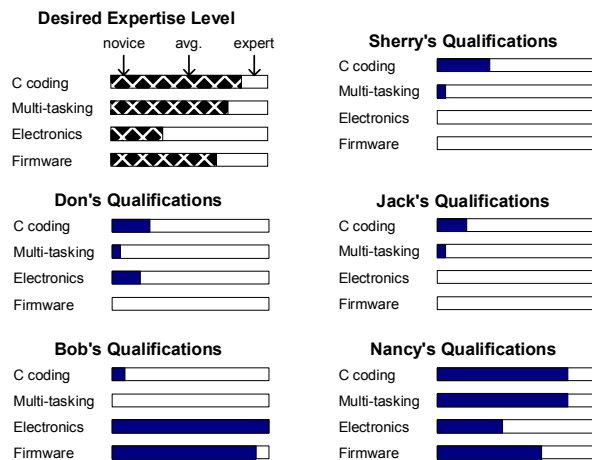 Desired Expertise Level
novice avg. expert
C coding
Multi-tasking
Electronics
Firmware
Sherry's Qualifications
C coding
Multi-tasking
Electronics
Firmware
Don's Qualifications
C coding
Multi-tasking
Electronics
Firmware
Jack's Qualifications
C coding
Multi-tasking
Electronics
Firmware
Bob's Qualifications
C coding
Multi-tasking
Electronics
Firmware
Nancy's Qualifications
C coding
Multi-tasking
Electronics
Firmware